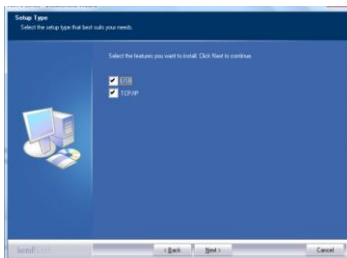 Setup Type
Select the setup type that best suits your needs.
Select the features you want to install. Click Next to continue.
USB
TCP/IP
< Back
Next >
Cancel